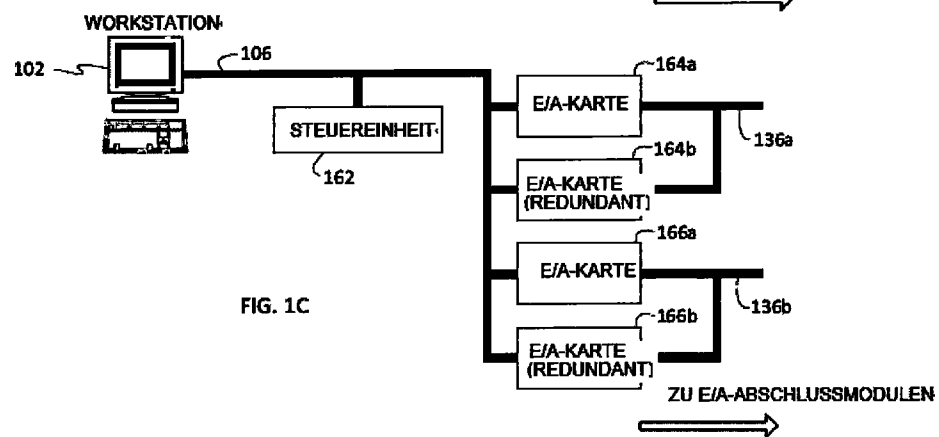 WORKSTATION
102
106
STEUEREINHEIT
162
E/A-KARTE
164a
136a
E/A-KARTE
(REDUNDANT)
164b
E/A-KARTE
166a
136b
E/A-KARTE
(REDUNDANT)
166b
FIG. 1C
ZU E/A-ABSCHLUSSMODULEN